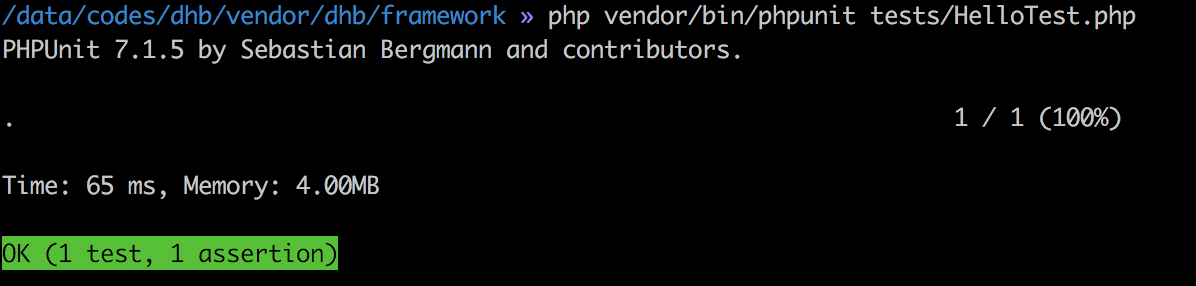 /data/codes/dhb/vendor/dhb/framework » php vendor/bin/phpunit tests/HelloTest.php
PHPUnit 7.1.5 by Sebastian Bergmann and contributors.
. 1 / 1 (100%)
Time: 65 ms, Memory: 4.00MB
OK (1 test, 1 assertion)